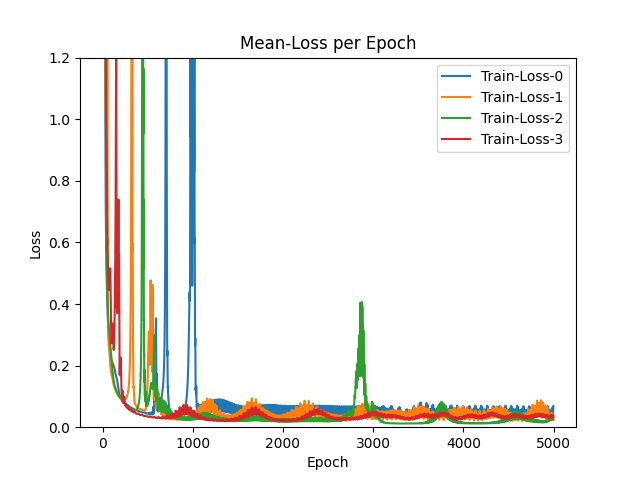 Mean-Loss per Epoch
Loss
1.2
1.0
0.8
0.6
0.4
0.2
0.0
Train-Loss-0
Train-Loss-1
Train-Loss-2
Train-Loss-3
0 1000 2000 3000 4000 5000
Epoch